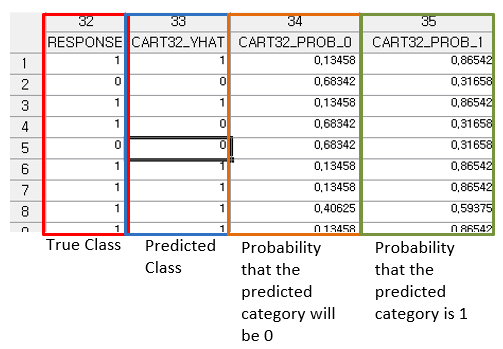 32 33 34 35
RESPONSE CART32_YHAT CART32_PROB_0 CART32_PROB_1
1 1 1 0,13458 0,86542
2 0 0 0,68342 0,31658
3 1 1 0,13458 0,86542
4 1 0 0,68342 0,31658
5 0 0 0,68342 0,31658
6 1 1 0,13458 0,86542
7 1 1 0,13458 0,86542
8 1 1 0,40625 0,59375
1 1 0,13458 0,86542
True Class
Predicted
Class
Probability
that the
predicted
category will
be 0
Probability
that the
predicted
category is 1